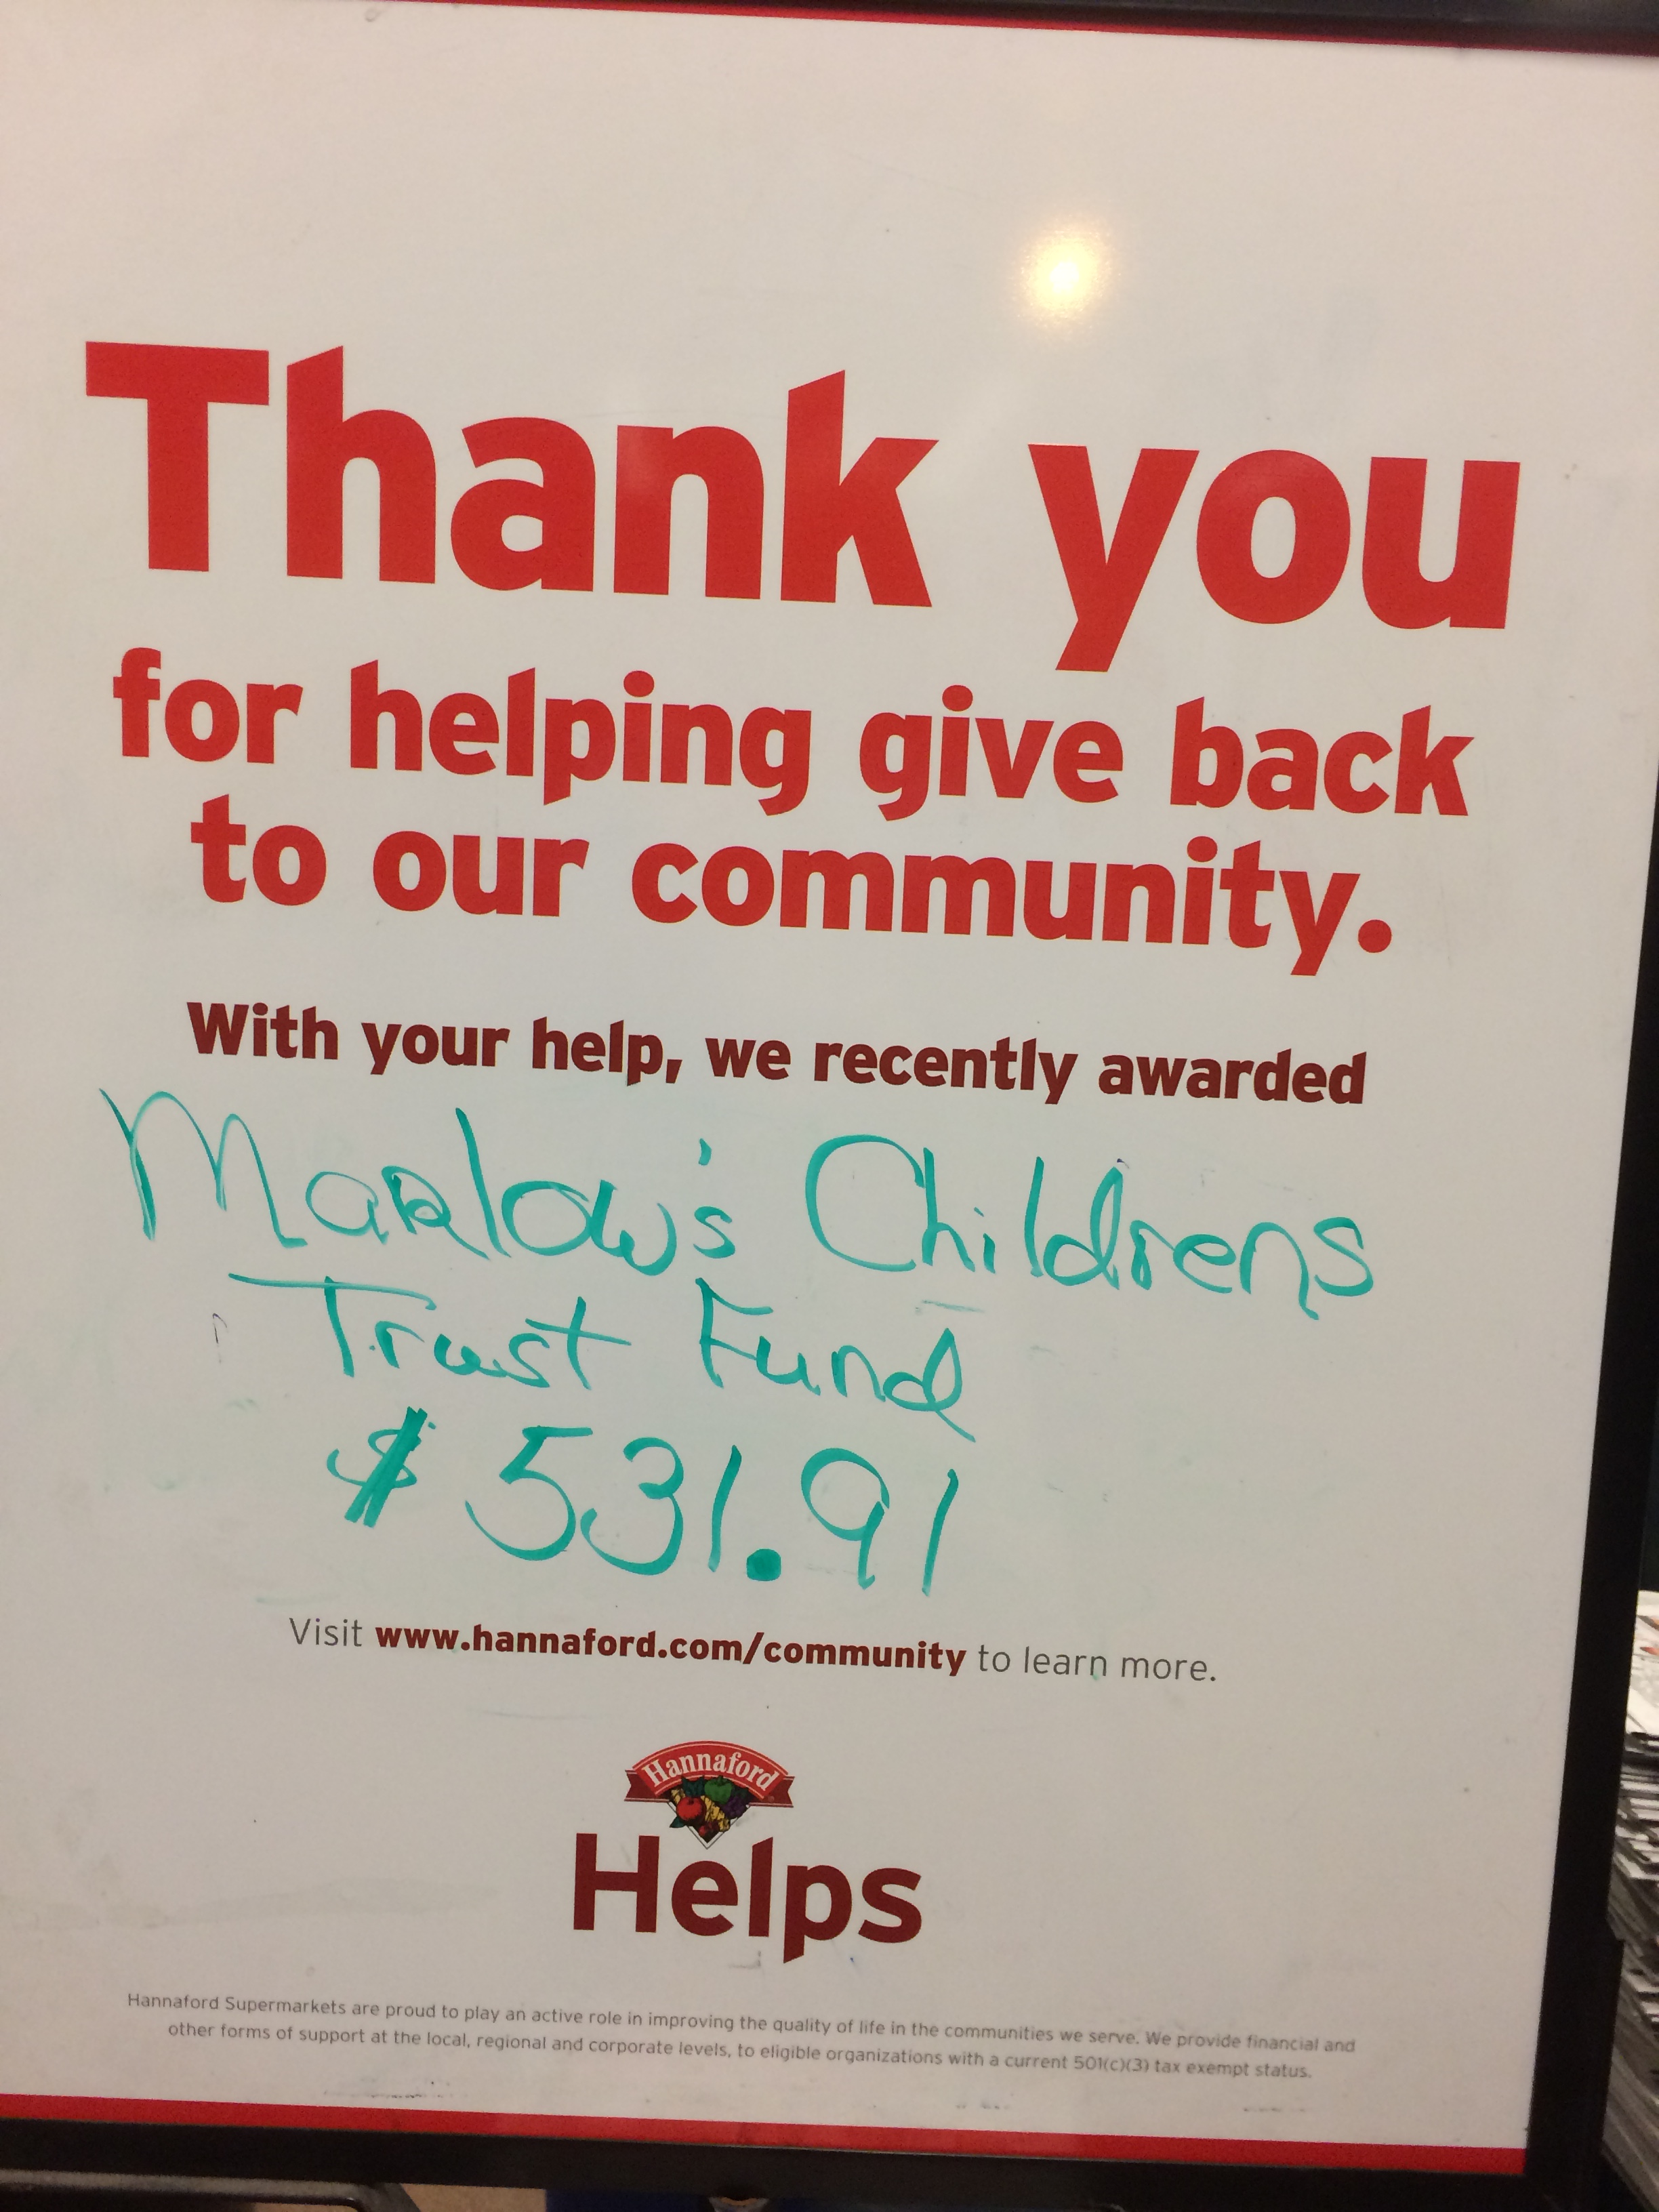 Thank you
for helping give back
to our community.
With your help, we recently awarded
Marlow's Childrens
Trust Fund
$531.91
Visit www.hannaford.com/community to learn more.
Hannaford
Helps
Hannaford Supermarkets are proud to play an active role in improving the quality of life in the communities we serve. We provide financial and
other forms of support at the local, regional and corporate levels, to eligible organizations with a current 501(c)(3) tax exempt status.